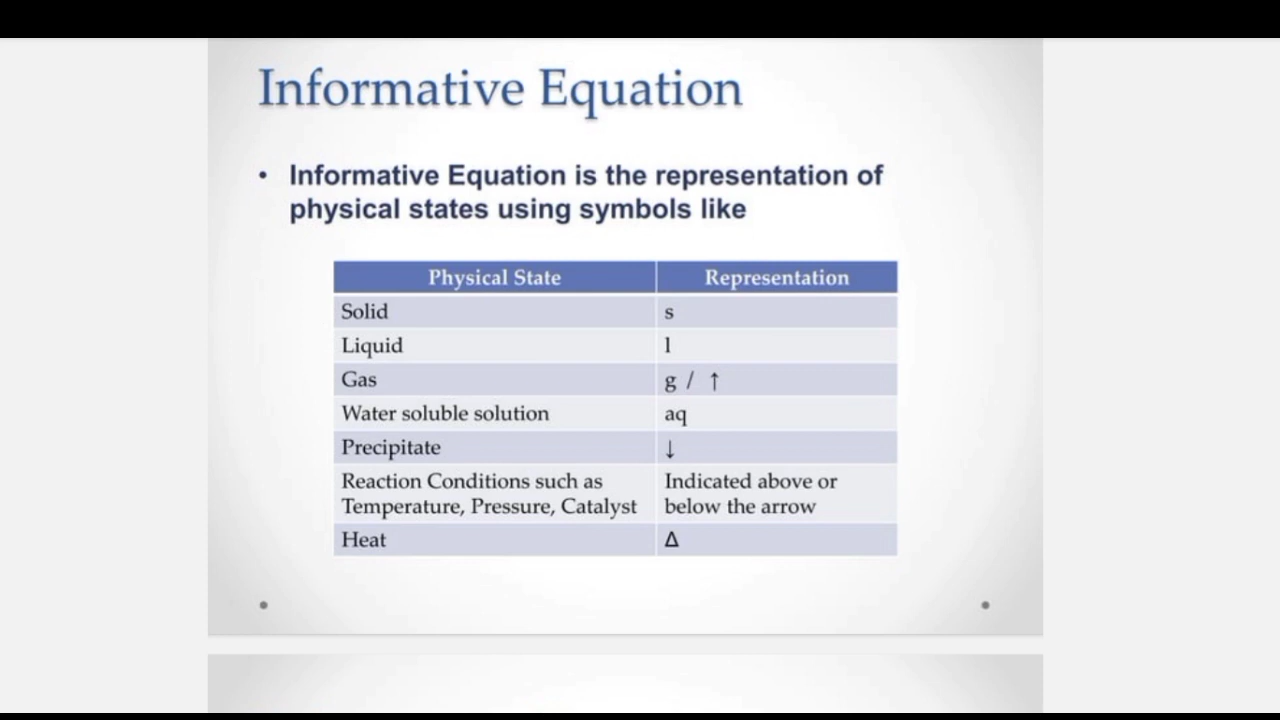 Informative Equation
• Informative Equation is the representation of
physical states using symbols like
Physical State Representation
Solid s
Liquid l
Gas g / ↑
Water soluble solution aq
Precipitate ↓
Reaction Conditions such as Indicated above or
Temperature, Pressure, Catalyst below the arrow
Heat Δ